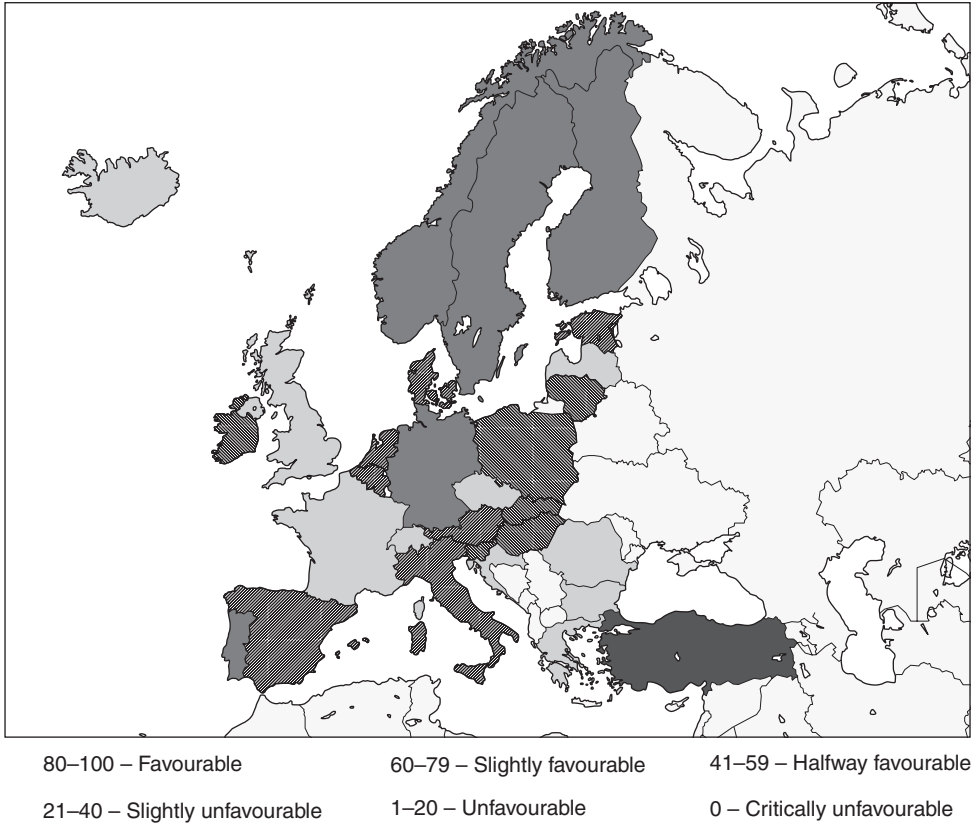 80–100 – Favourable
60–79 – Slightly favourable
41–59 – Halfway favourable
21–40 – Slightly unfavourable
1–20 – Unfavourable
0 – Critically unfavourable